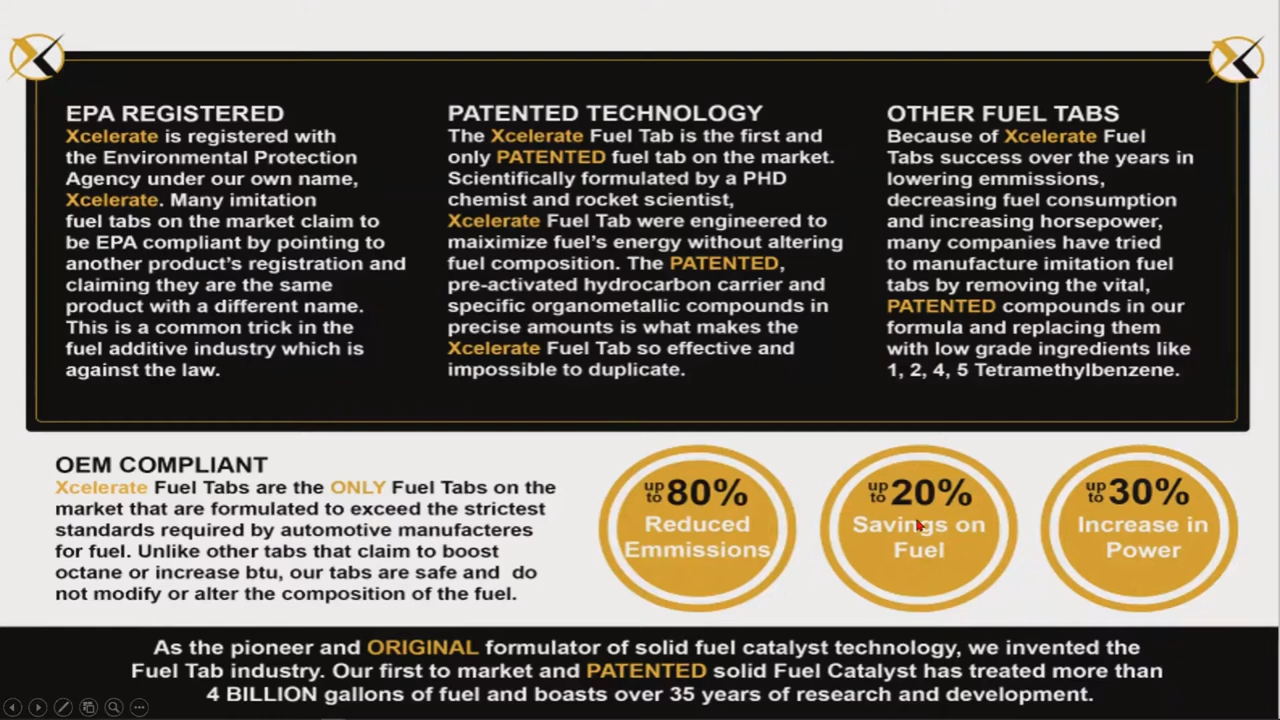 EPA REGISTERED
Xcelerate is registered with
the Environmental Protection
Agency under our own name,
Xcelerate. Many imitation
fuel tabs on the market claim to
be EPA compliant by pointing to
another product's registration and
claiming they are the same
product with a different name.
This is a common trick in the
fuel additive industry which is
against the law.
PATENTED TECHNOLOGY
The Xcelerate Fuel Tab is the first and
only PATENTED fuel tab on the market.
Scientifically formulated by a PHD
chemist and rocket scientist,
Xcelerate Fuel Tab were engineered to
maiximize fuel's energy without altering
fuel composition. The PATENTED,
pre-activated hydrocarbon carrier and
specific organometallic compounds in
precise amounts is what makes the
Xcelerate Fuel Tab so effective and
impossible to duplicate.
OTHER FUEL TABS
Because of Xcelerate Fuel
Tabs success over the years in
lowering emmissions,
decreasing fuel consumption
and increasing horsepower,
many companies have tried
to manufacture imitation fuel
tabs by removing the vital,
PATENTED compounds in our
formula and replacing them
with low grade ingredients like
1, 2, 4, 5 Tetramethylbenzene.
OEM COMPLIANT
Xcelerate Fuel Tabs are the ONLY Fuel Tabs on the
market that are formulated to exceed the strictest
standards required by automotive manufacteres
for fuel. Unlike other tabs that claim to boost
octane or increase btu, our tabs are safe and do
not modify or alter the composition of the fuel.
up to 80%
Reduced
Emmissions
up to 20%
Savings on
Fuel
up to 30%
Increase in
Power
As the pioneer and ORIGINAL formulator of solid fuel catalyst technology, we invented the
Fuel Tab industry. Our first to market and PATENTED solid Fuel Catalyst has treated more than
4 BILLION gallons of fuel and boasts over 35 years of research and development.